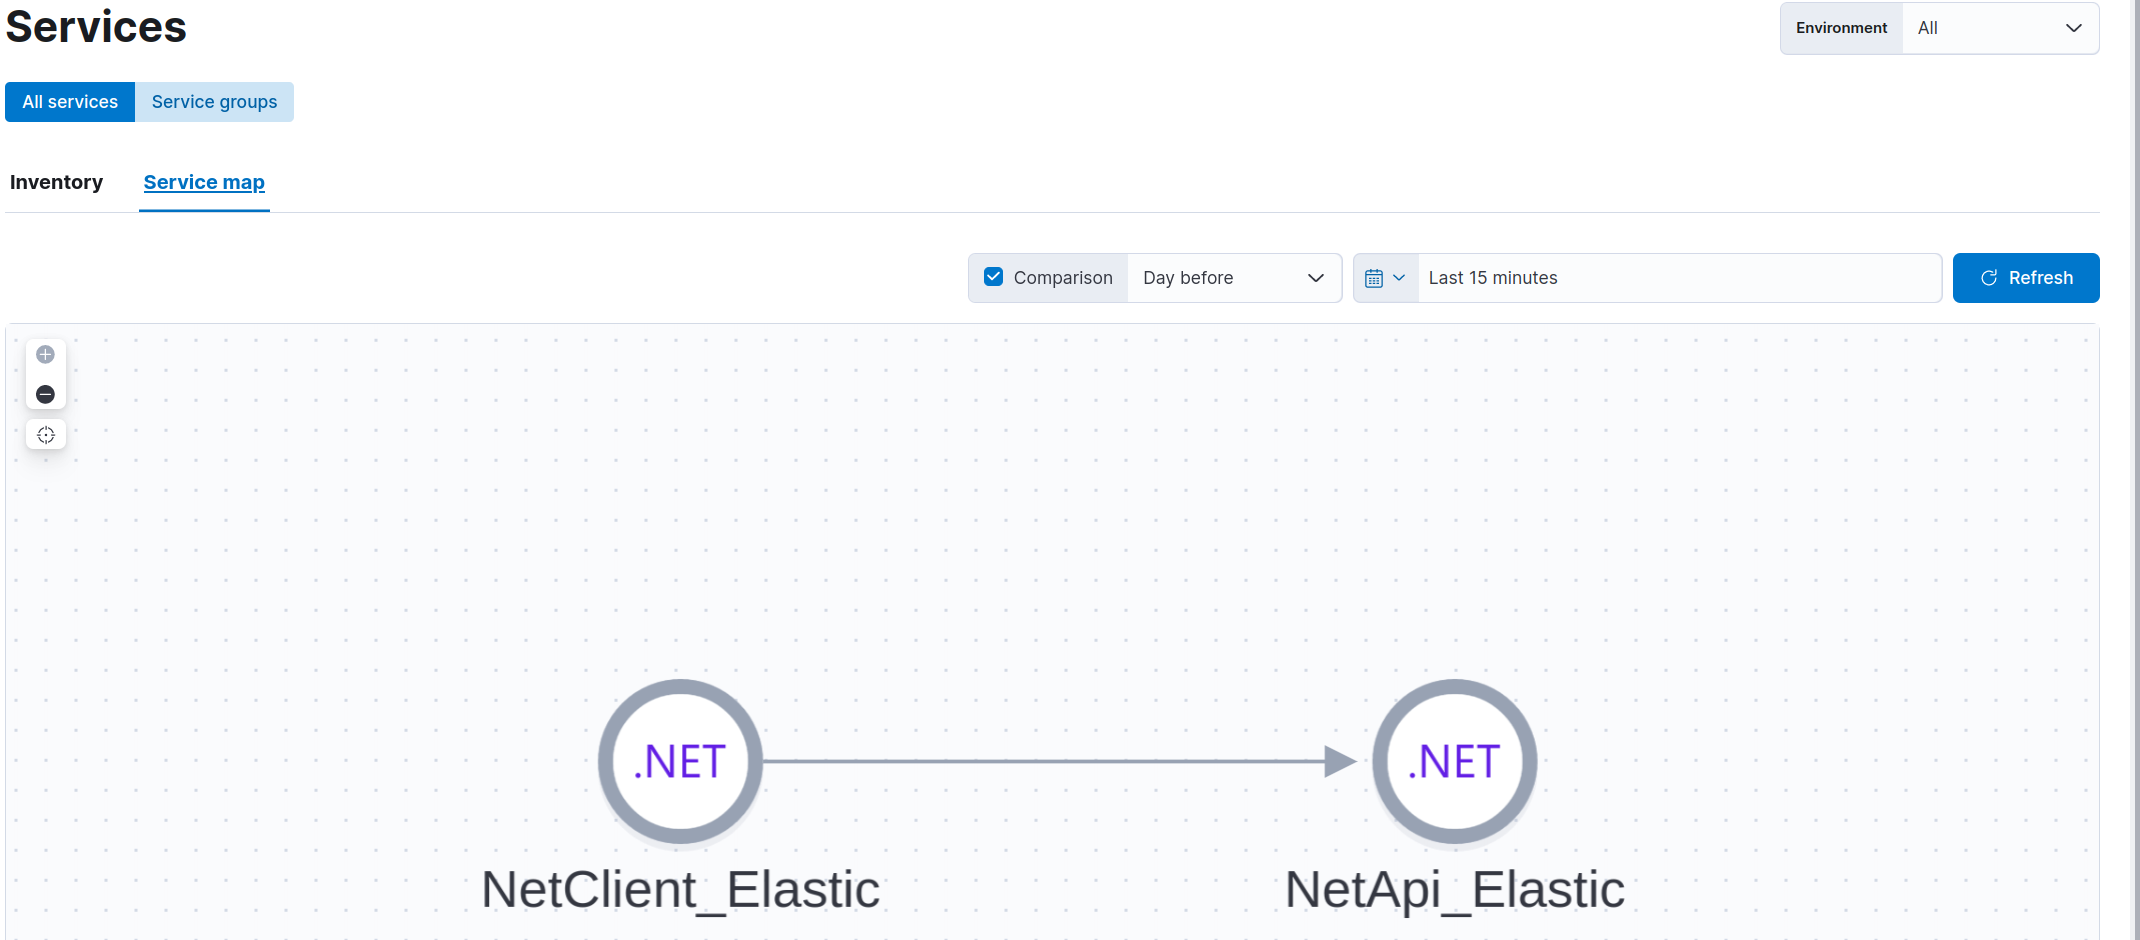 Services
Environment All
All services Service groups
Inventory Service map
Comparison Day before Last 15 minutes Refresh
.NET .NET
NetClient_Elastic NetApi_Elastic